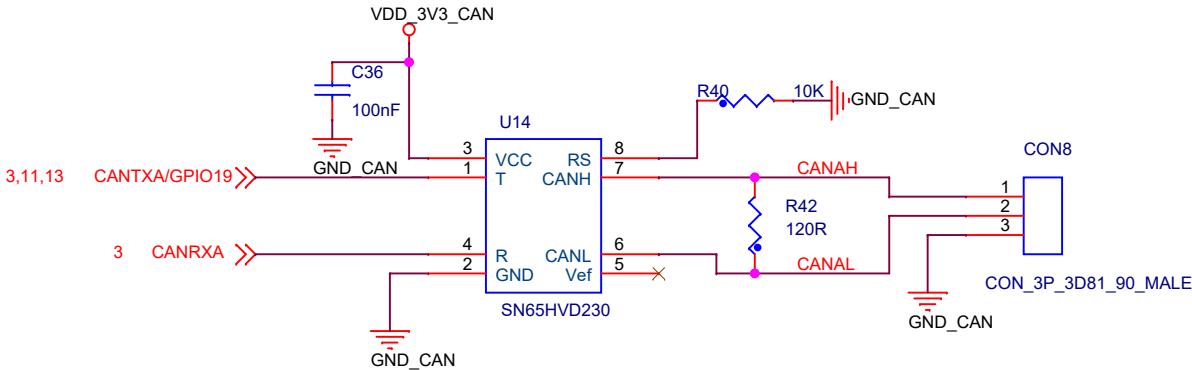 VDD_3V3_CAN
C36
100nF
GND_CAN
R40
10K
GND_CAN
U14
3
VCC
RS
8
3,11,13
CANTXA/GPIO19
1
T
CANH
7
CANAH
CON8
1
2
3
R42
120R
3
CANRXA
4
R
CANL
6
CANAL
2
GND
Vef
5
CON_3P_3D81_90_MALE
SN65HVD230
GND_CAN
GND_CAN